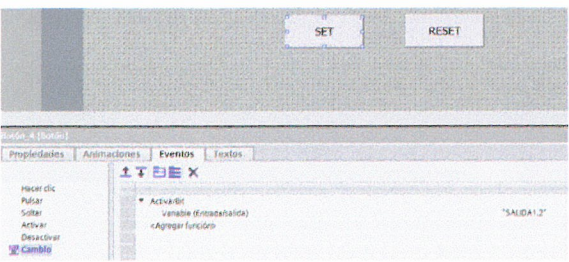 SET RESET
Botón_4 [Botón]
Propiedades Animaciones Eventos Textos
Hacer clic
Pulsar
Soltar
Activar
Desactivar
Cambio
ActivarBit
Variable (Entrada/salida) "SALIDA1.2"
<Agregar función>